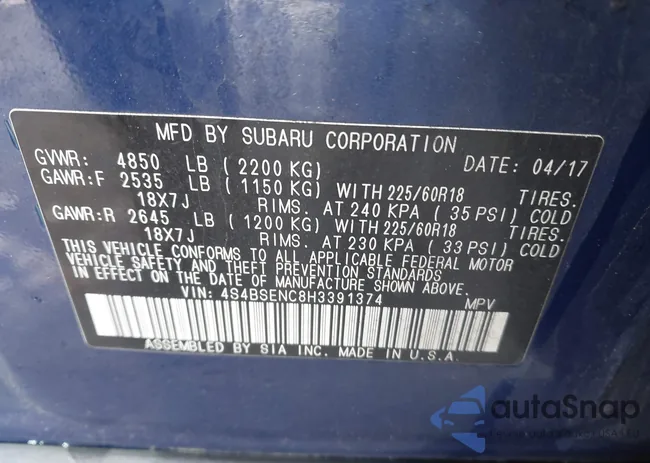 MFD BY SUBARU CORPORATION
GVWR: 4850 LB (2200 KG) DATE: 04/17
GAWR:F 2535 LB (1150 KG) WITH 225/60R18 TIRES.
18X7J RIMS. AT 240 KPA (35 PSI) COLD
GAWR:R 2645 LB (1200 KG) WITH 225/60R18 TIRES.
18X7J RIMS. AT 230 KPA (33 PSI) COLD
THIS VEHICLE CONFORMS TO ALL APPLICABLE FEDERAL MOTOR
VEHICLE SAFETY AND THEFT PREVENTION STANDARDS
IN EFFECT ON THE DATE OF MANUFACTURE SHOWN ABOVE.
VIN: 4S4BSENC8H3391374 MPV
ASSEMBLED BY SIA INC. MADE IN U.S.A.
autoSnap